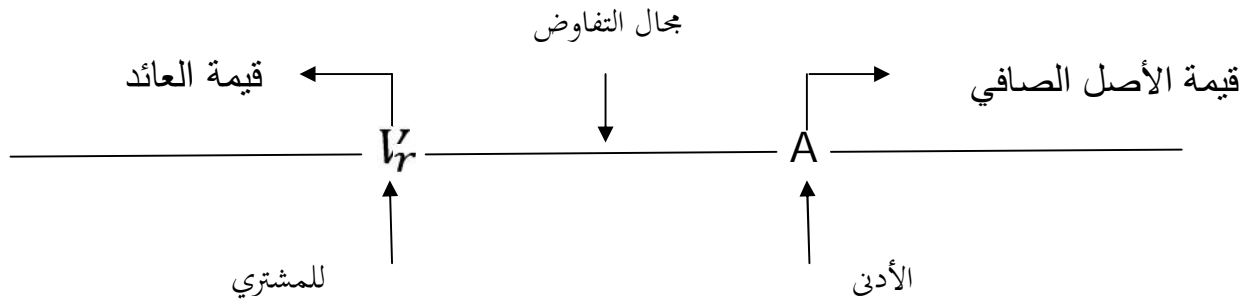 مجال التفاوض
قيمة الأصل الصافي
قيمة العائد
A
V_r
الأدنى
للمشتري